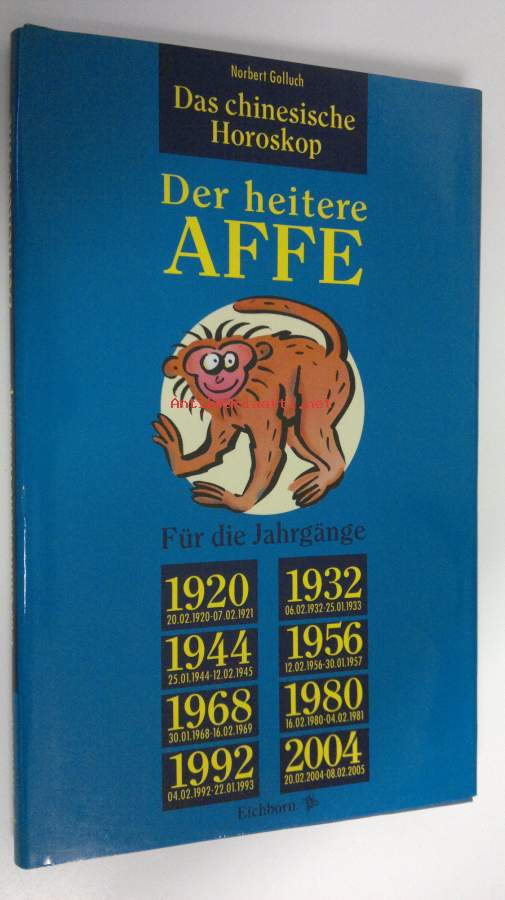 Norbert Golluch
Das chinesische
Horoskop
Der heitere
AFFE
Antikvariaatti.net
Für die Jahrgänge
1920
20.02.1920-07.02.1921
1932
06.02.1932-25.01.1933
1944
25.01.1944-12.02.1945
1956
12.02.1956-30.01.1957
1968
30.01.1968-16.02.1969
1980
16.02.1980-04.02.1981
1992
04.02.1992-22.01.1993
2004
20.02.2004-08.02.2005
Eichborn